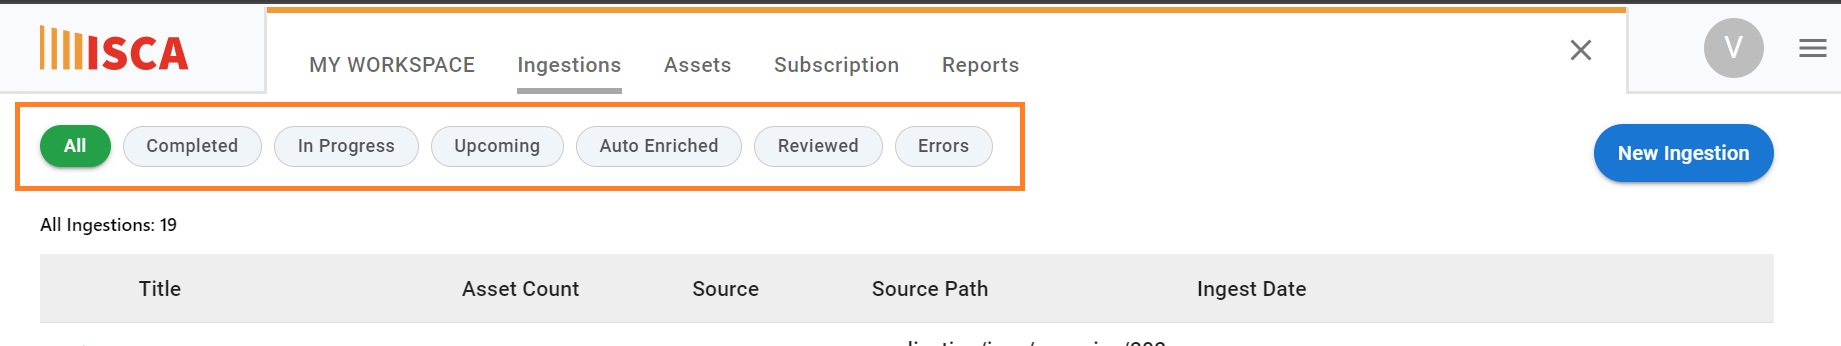 ISCA
MY WORKSPACE Ingestions Assets Subscription Reports
V
All Completed In Progress Upcoming Auto Enriched Reviewed Errors
New Ingestion
All Ingestions: 19
Title Asset Count Source Source Path Ingest Date